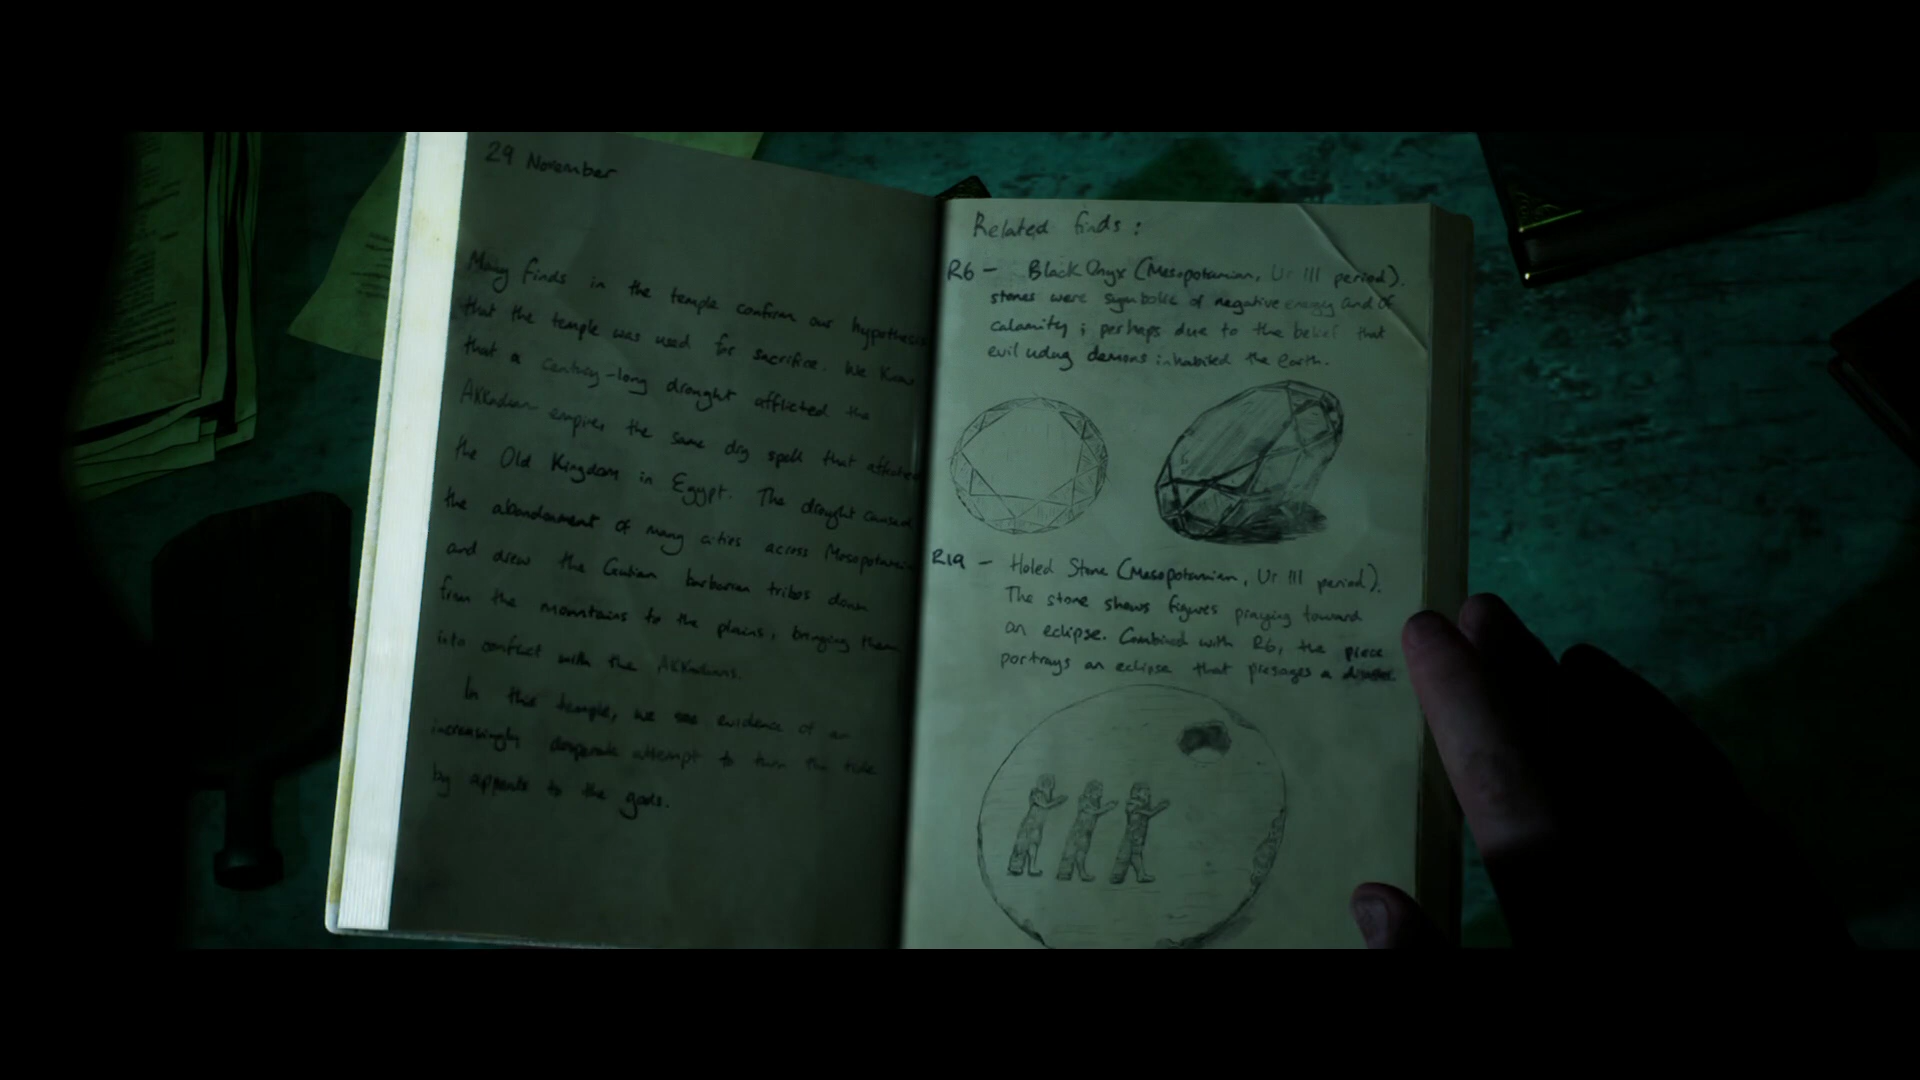 29 November
Many finds in the temple confirm our hypothesis
that the temple was used for sacrifice. We know
that a century-long drought afflicted the
Akkadian empire, the same dry spell that affected
the Old Kingdom in Egypt. The drought caused
the abandonment of many cities across Mesopotamia
and drew the Gutian barbarian tribes down
from the mountains to the plains, bringing them
into conflict with the Akkadians.
In the temple, we see evidence of an
increasingly desperate attempt to turn the tide
by appeals to the gods.
Related finds:
R6 - Black Onyx (Mesopotamian, Ur III period).
stones were symbolic of negative energy and of
calamity; perhaps due to the belief that
evil udug demons inhabited the earth.
R19 - Holed Stone (Mesopotamian, Ur III period).
The stone shows figures praying toward
an eclipse. Combined with R6, the piece
portrays an eclipse that presages a disaster.